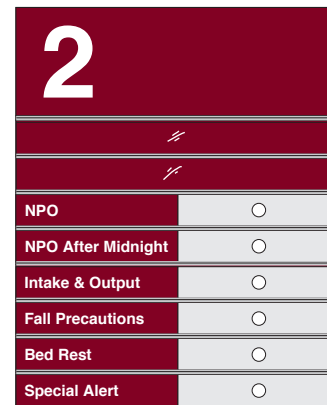 2
NPO
NPO After Midnight
Intake & Output
Fall Precautions
Bed Rest
Special Alert